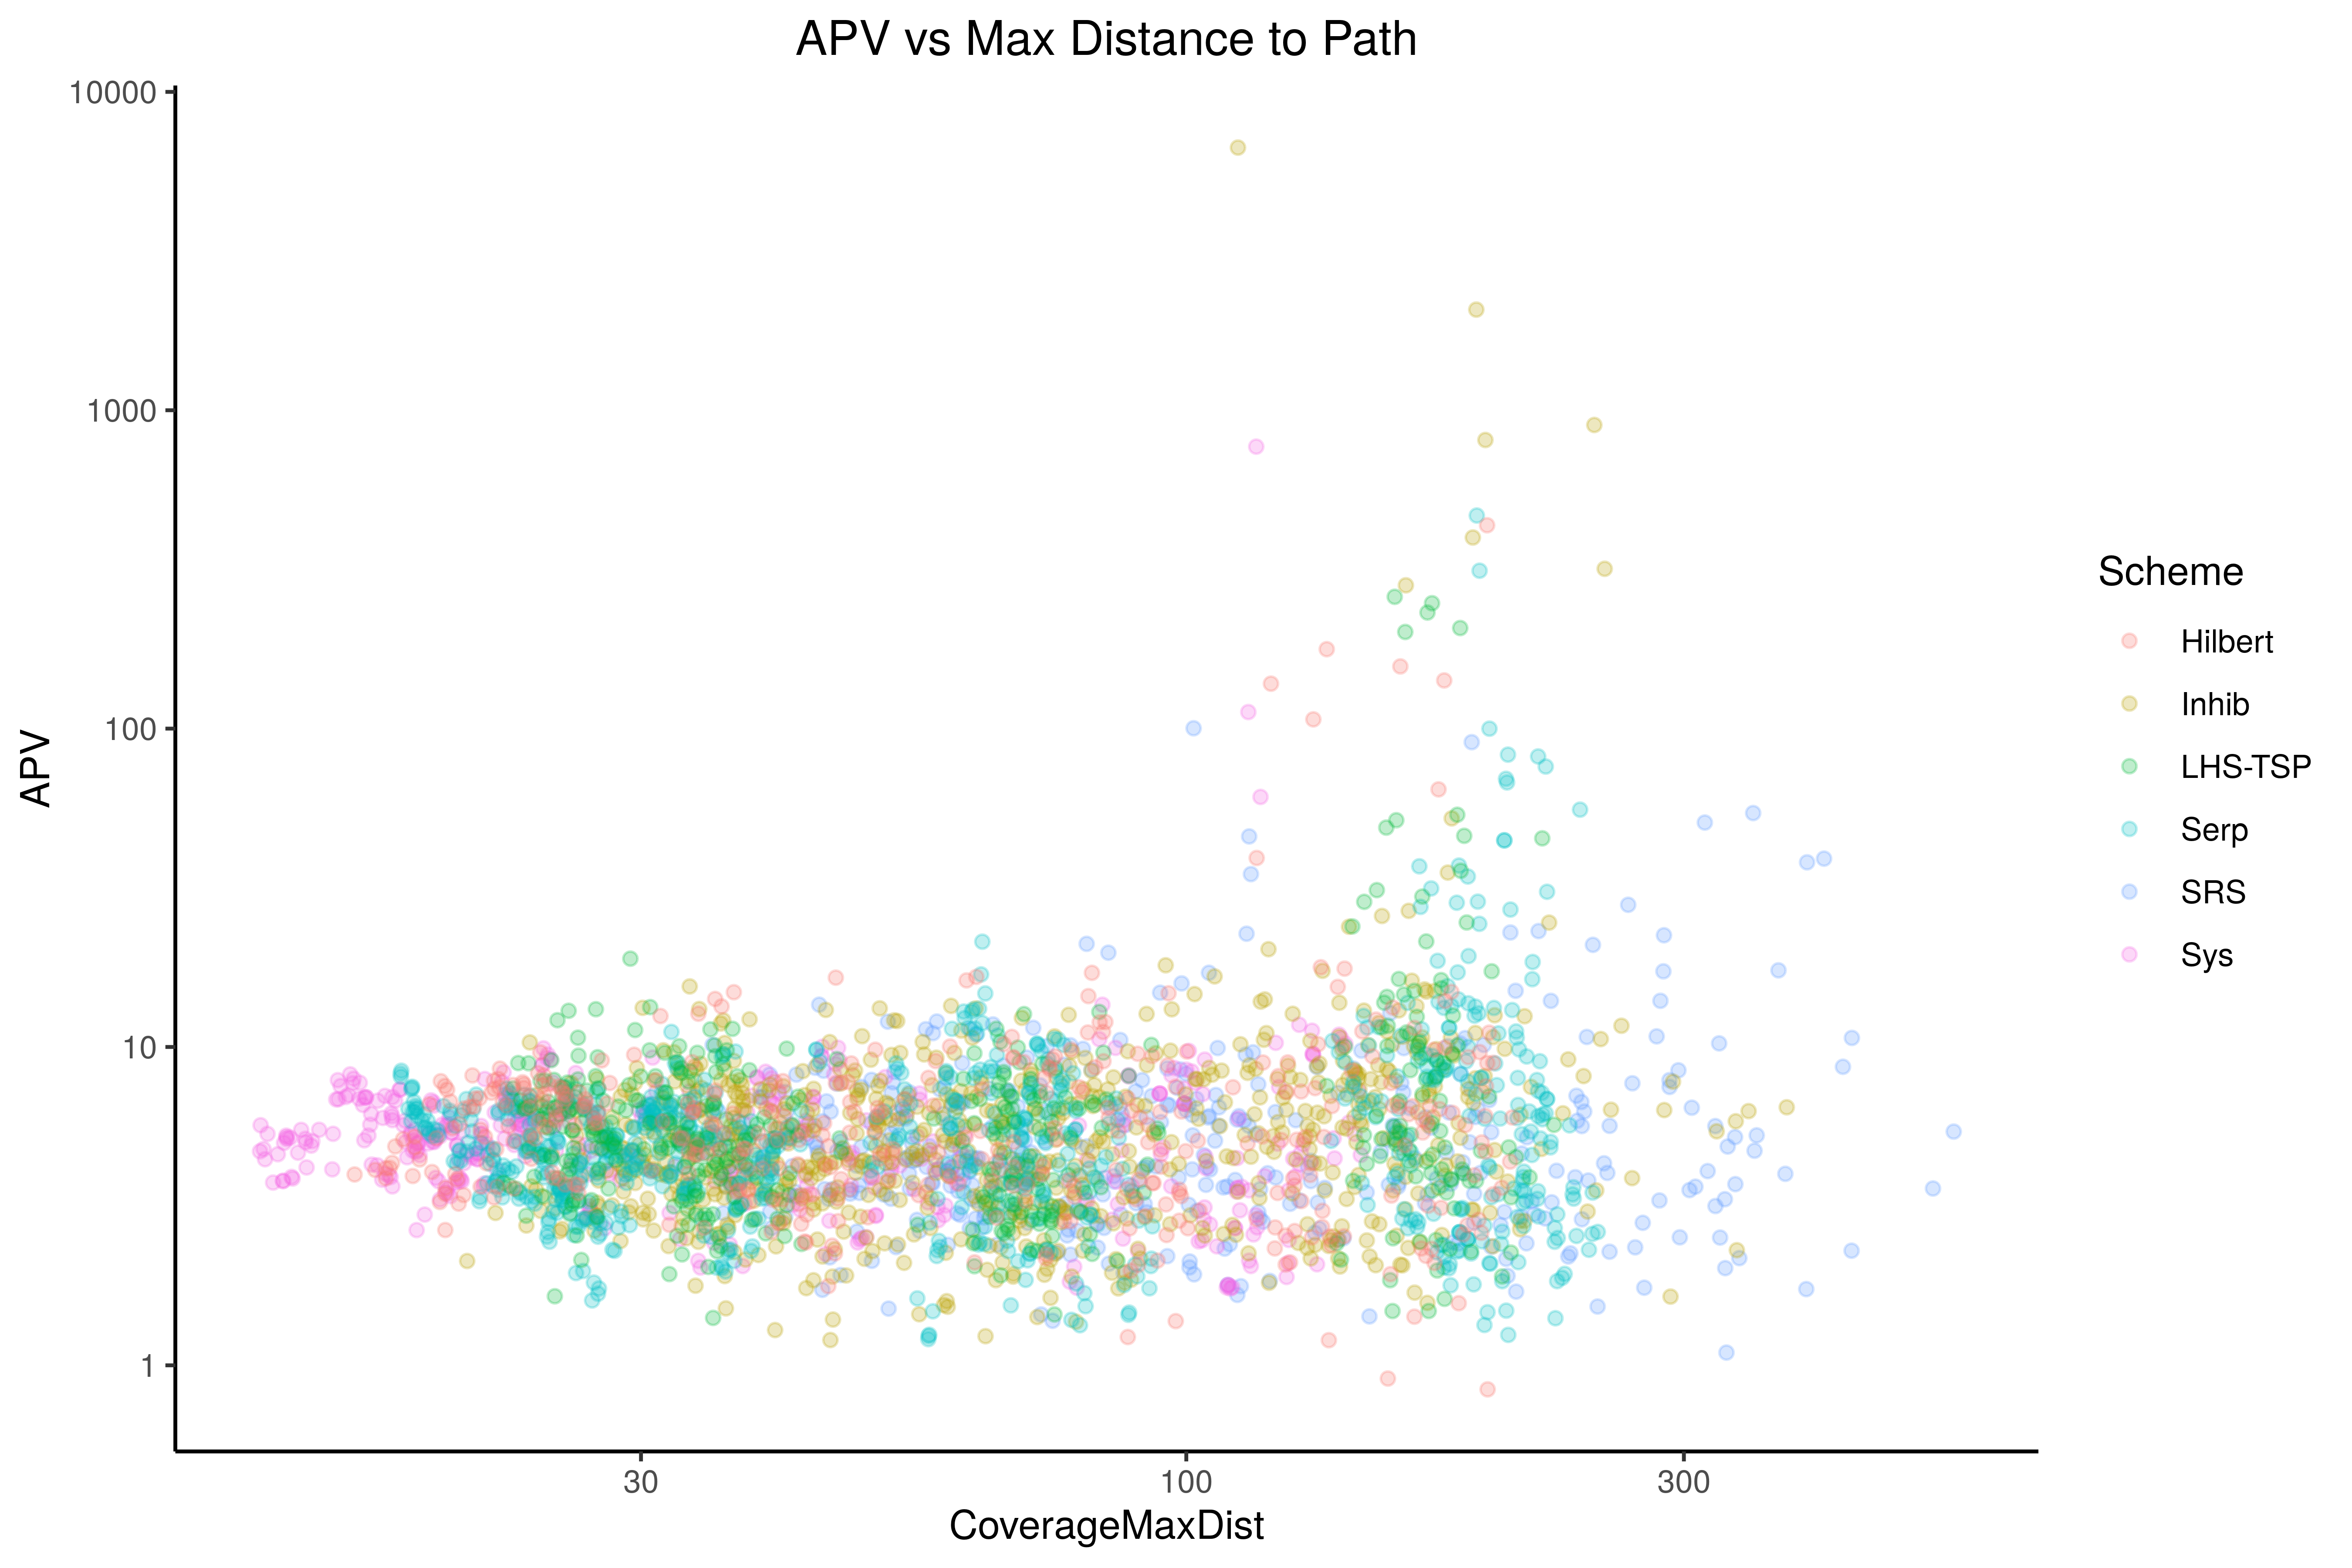 APV vs Max Distance to Path
10000
1000
100
10
1
APV
30
100
300
CoverageMaxDist
Scheme
Hilbert
Inhib
LHS-TSP
Serp
SRS
Sys